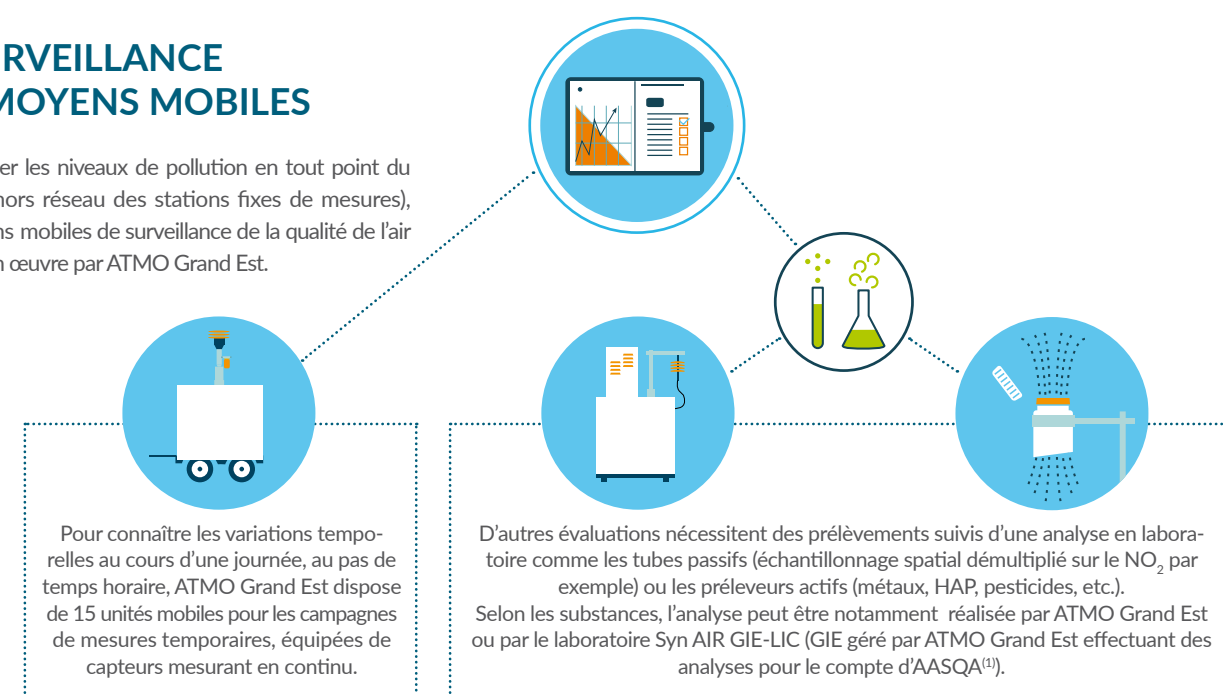 RVEILLANCE
MOYENS MOBILES
er les niveaux de pollution en tout point du
hors réseau des stations fixes de mesures),
ns mobiles de surveillance de la qualité de l’air
n œuvre par ATMO Grand Est.
Pour connaître les variations tempo-
relles au cours d’une journée, au pas de
temps horaire, ATMO Grand Est dispose
de 15 unités mobiles pour les campagnes
de mesures temporaires, équipées de
capteurs mesurant en continu.
D’autres évaluations nécessitent des prélèvements suivis d’une analyse en labora-
toire comme les tubes passifs (échantillonnage spatial démultiplié sur le NO₂ par
exemple) ou les préleveurs actifs (métaux, HAP, pesticides, etc.).
Selon les substances, l’analyse peut être notamment réalisée par ATMO Grand Est
ou par le laboratoire Syn AIR GIE-LIC (GIE géré par ATMO Grand Est effectuant des
analyses pour le compte d’AASQA⁽¹⁾).